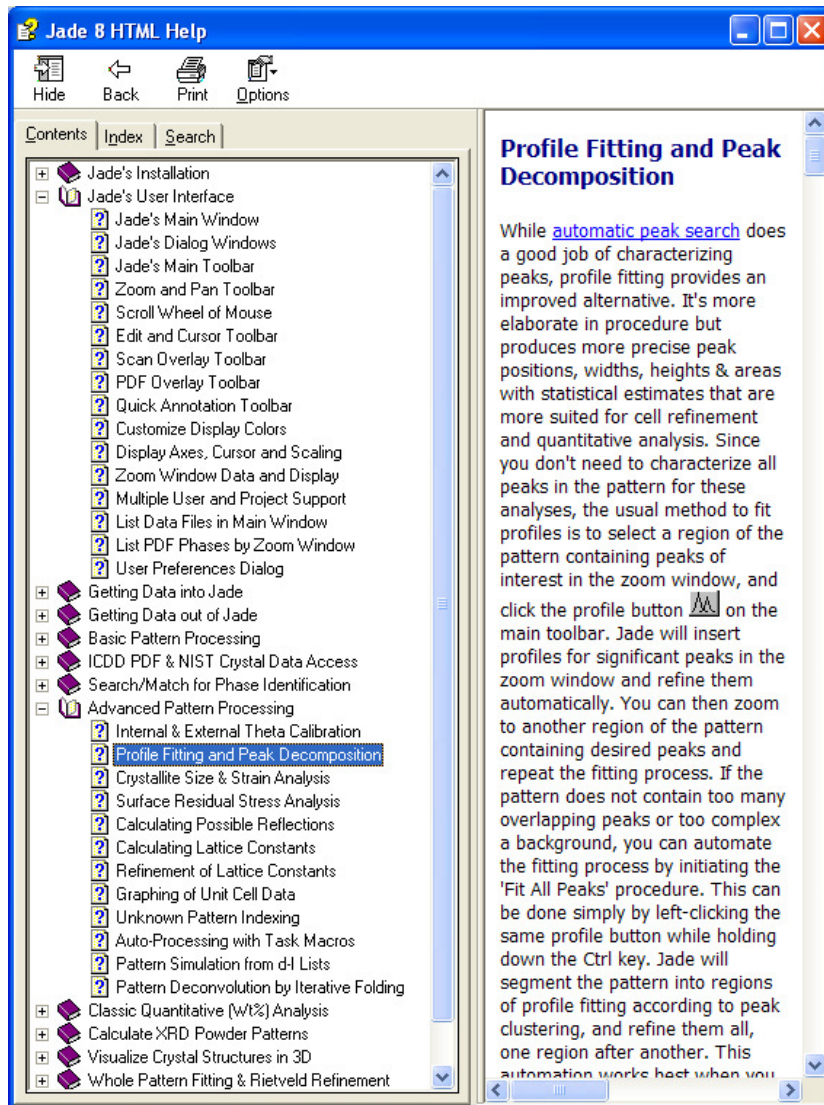 Jade 8 HTML Help
Hide Back Print Options
Contents Index Search
Jade's Installation
Jade's User Interface
Jade's Main Window
Jade's Dialog Windows
Jade's Main Toolbar
Zoom and Pan Toolbar
Scroll Wheel of Mouse
Edit and Cursor Toolbar
Scan Overlay Toolbar
PDF Overlay Toolbar
Quick Annotation Toolbar
Customize Display Colors
Display Axes, Cursor and Scaling
Zoom Window Data and Display
Multiple User and Project Support
List Data Files in Main Window
List PDF Phases by Zoom Window
User Preferences Dialog
Getting Data into Jade
Getting Data out of Jade
Basic Pattern Processing
ICDD PDF & NIST Crystal Data Access
Search/Match for Phase Identification
Advanced Pattern Processing
Internal & External Theta Calibration
Profile Fitting and Peak Decomposition
Crystallite Size & Strain Analysis
Surface Residual Stress Analysis
Calculating Possible Reflections
Calculating Lattice Constants
Refinement of Lattice Constants
Graphing of Unit Cell Data
Unknown Pattern Indexing
Auto-Processing with Task Macros
Pattern Simulation from d-I Lists
Pattern Deconvolution by Iterative Folding
Classic Quantitative (Wt%) Analysis
Calculate XRD Powder Patterns
Visualize Crystal Structures in 3D
Whole Pattern Fitting & Rietveld Refinement
Profile Fitting and Peak
Decomposition
While automatic peak search does
a good job of characterizing
peaks, profile fitting provides an
improved alternative. It's more
elaborate in procedure but
produces more precise peak
positions, widths, heights & areas
with statistical estimates that are
more suited for cell refinement
and quantitative analysis. Since
you don't need to characterize all
peaks in the pattern for these
analyses, the usual method to fit
profiles is to select a region of the
pattern containing peaks of
interest in the zoom window, and
click the profile button on the
main toolbar. Jade will insert
profiles for significant peaks in the
zoom window and refine them
automatically. You can then zoom
to another region of the pattern
containing desired peaks and
repeat the fitting process. If the
pattern does not contain too many
overlapping peaks or too complex
a background, you can automate
the fitting process by initiating the
'Fit All Peaks' procedure. This can
be done simply by left-clicking the
same profile button while holding
down the Ctrl key. Jade will
segment the pattern into regions
of profile fitting according to peak
clustering, and refine them all,
one region after another. This
automation works best when you